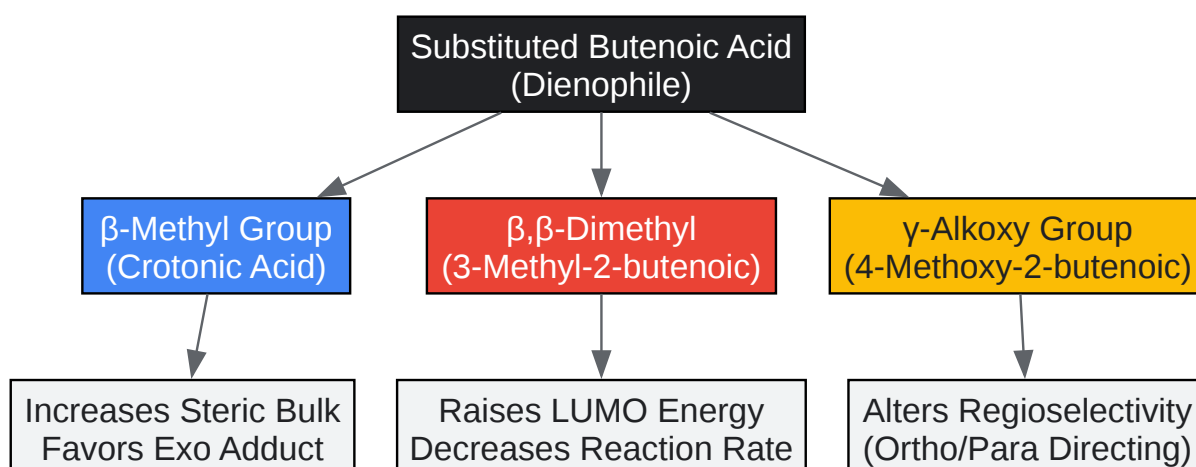 Substituted Butenoic Acid
(Dienophile)
β-Methyl Group
(Crotonic Acid)
β,β-Dimethyl
(3-Methyl-2-butenoic)
γ-Alkoxy Group
(4-Methoxy-2-butenoic)
Increases Steric Bulk
Favors Exo Adduct
Raises LUMO Energy
Decreases Reaction Rate
Alters Regioselectivity
(Ortho/Para Directing)